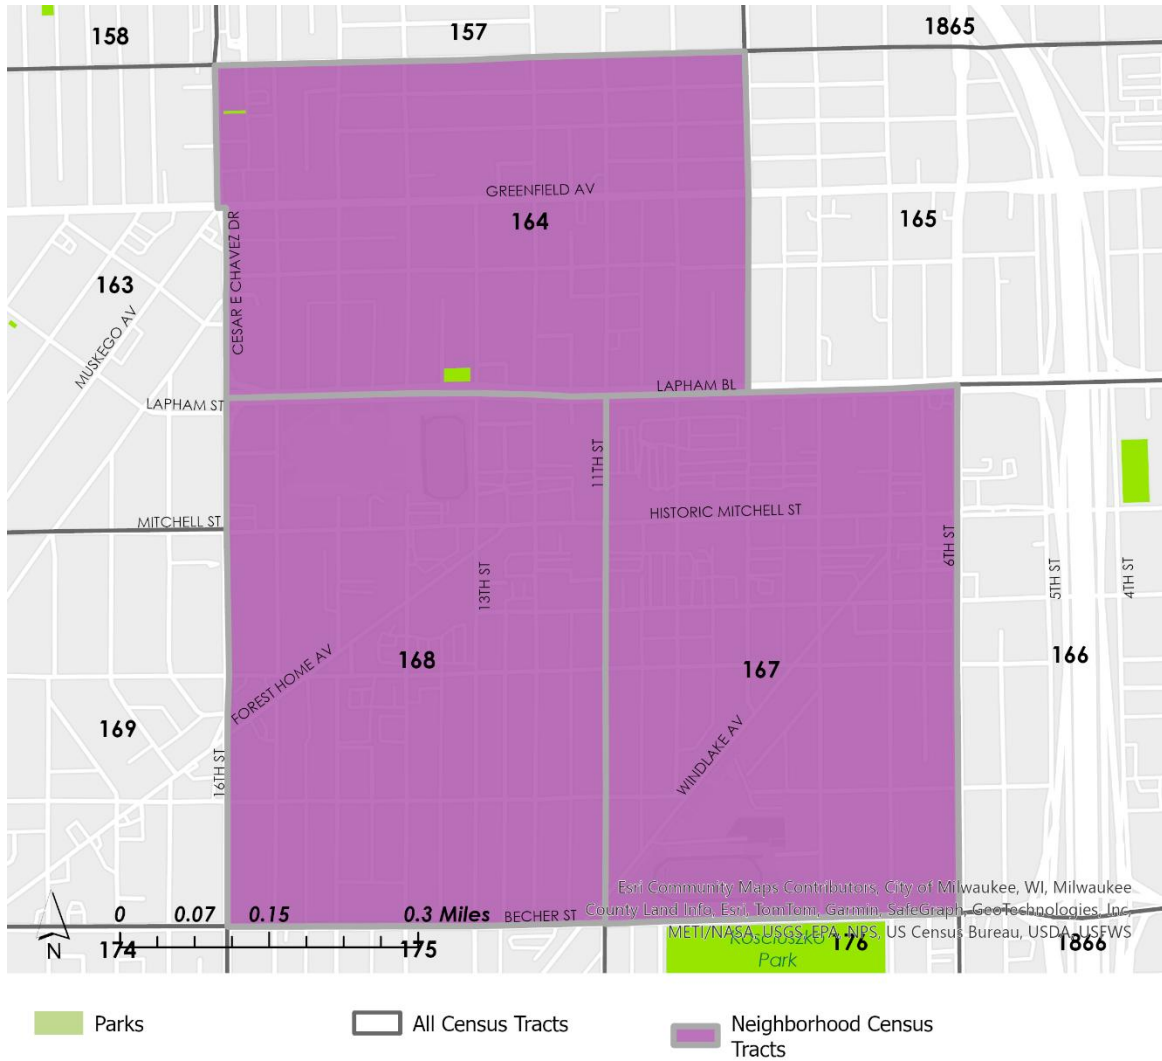 158
157
1865
GREENFIELD AV
164
165
CESAR E CHAVEZ DR
163
MUSKEGO AV
LAPHAM BL
LAPHAM ST
11TH ST
HISTORIC MITCHELL ST
MITCHELL ST
6TH ST
13TH ST
5TH ST
4TH ST
168
167
166
FOREST HOME AV
169
WINDLAKE AV
16TH ST
Esri Community Maps Contributors, City of Milwaukee, WI, Milwaukee
County Land Info, Esri, TomTom, Garmin, SafeGraph, GeoTechnologies, Inc,
METI/NASA, USGS, EPA, NPS, US Census Bureau, USDA, USFWS
0 0.07 0.15 0.3 Miles
BECHER ST
N
174
175
Kosciuszko
Park
176
1866
Parks
All Census Tracts
Neighborhood Census
Tracts